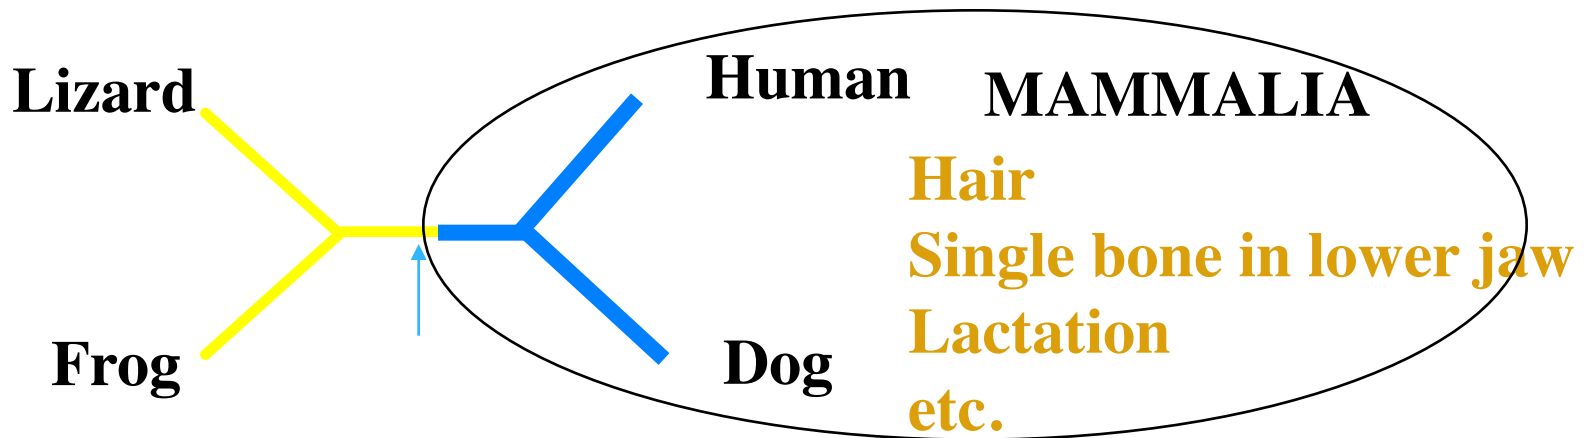 Lizard
Human
MAMMALIA
Hair
Single bone in lower jaw
Lactation
Frog
Dog
etc.